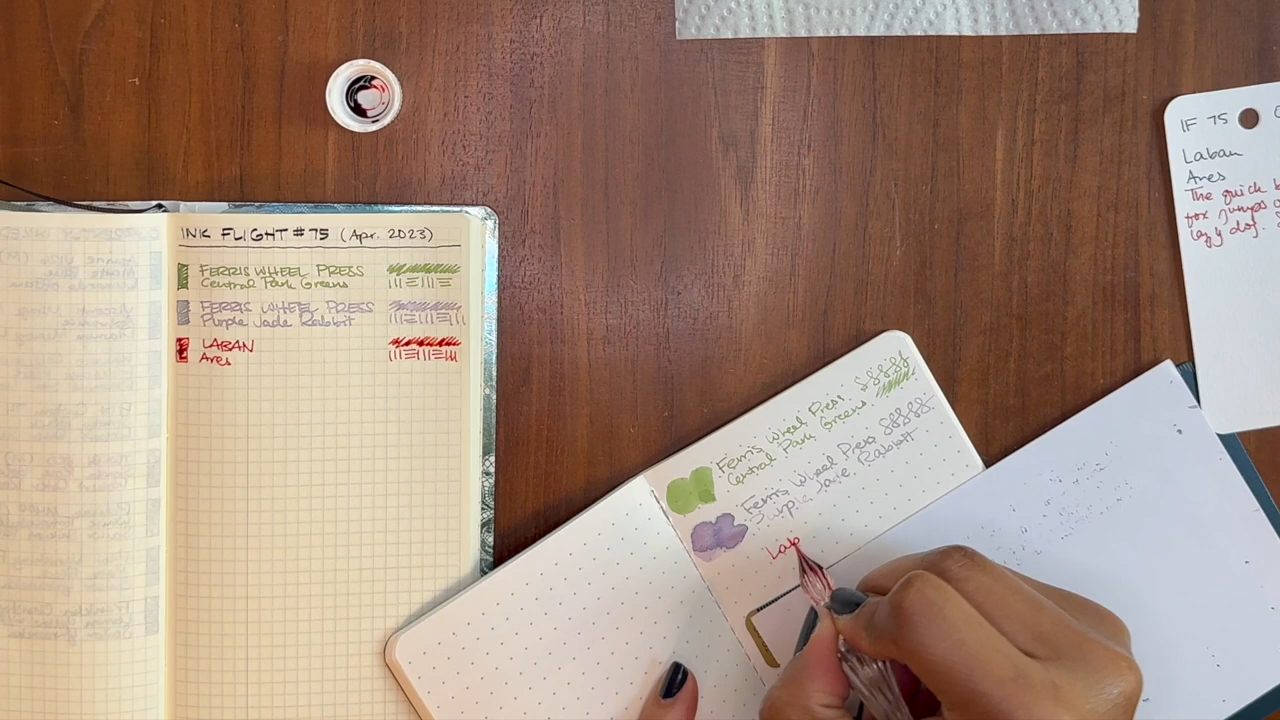 INK FLIGHT #75 (Apr. 2023)
FERRIS WHEEL PRESS
Central Park Greens
FERRIS WHEEL PRESS
Purple Jade Rabbit
LABAN
Ares
Ferris Wheel Press
Central Park Greens
Ferris Wheel Press
Purple Jade Rabbit
Lab
IF 75
Laban
Ares
The quick
fox jumps
lazy dog.